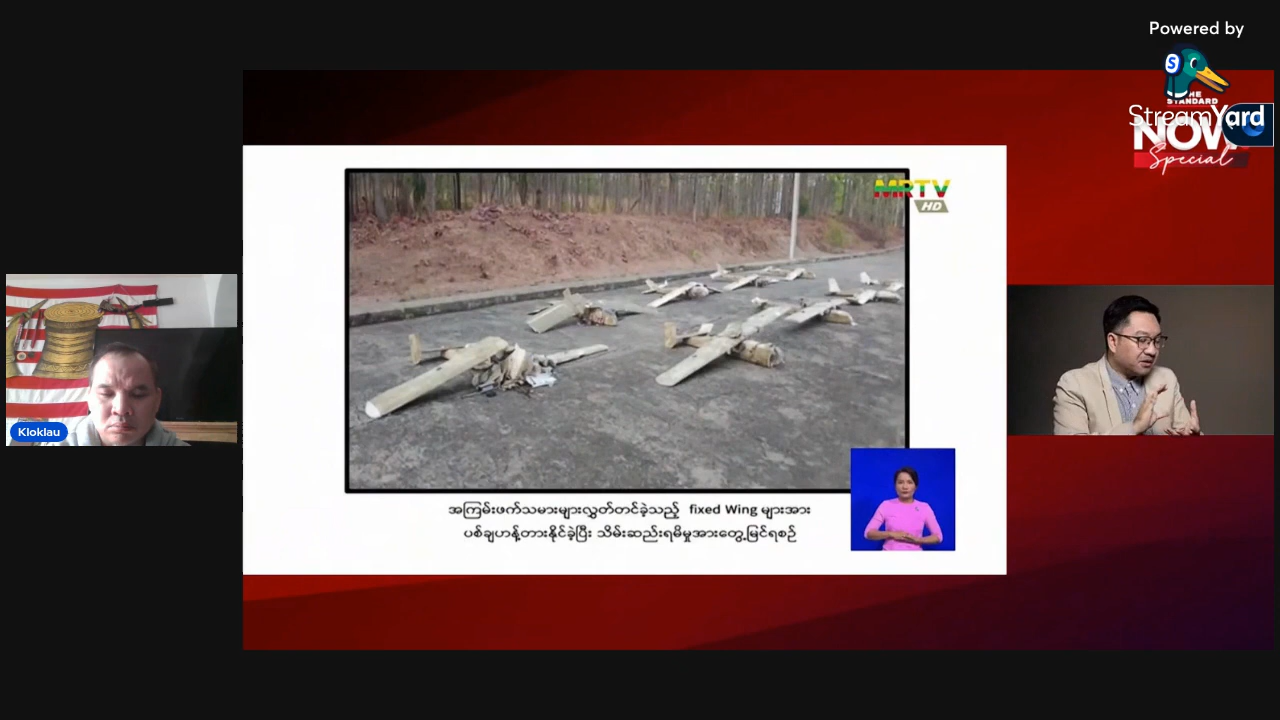 Powered by
StreamYard
THE
STANDARD
NOW
Special
MRTV
HD
Kloklau
အကြမ်းဖက်သမားများလွှတ်တင်ခဲ့သည့် fixed Wing များအား
ပစ်ချဟန့်တားနိုင်ခဲ့ပြီး သိမ်းဆည်းရမိမှုအားတွေ့မြင်ရစဉ်